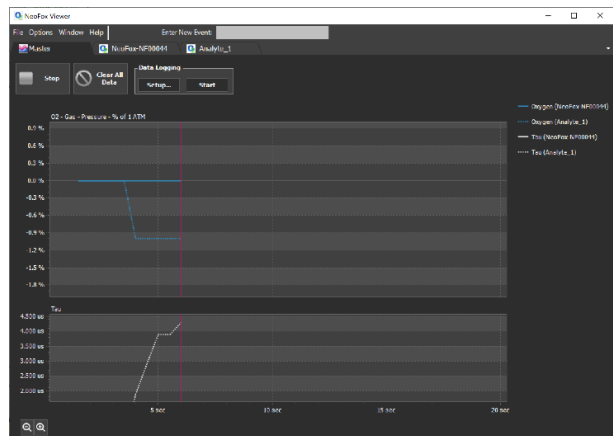 NeoFox Viewer
File Options Window Help Enter New Event:
Master NeoFox-NF00044 Analyte_1
Stop Clear All Data
Data Logging
Setup... Start
O2 - Gas - Pressure - % of 1 ATM
0.9 %
0.6 %
0.3 %
0.0 %
-0.3 %
-0.6 %
-0.9 %
-1.2 %
-1.5 %
-1.8 %
Oxygen (NeoFox-NF00044)
Oxygen (Analyte_1)
Tau (NeoFox-NF00044)
Tau (Analyte_1)
Tau
4.500 us
4.000 us
3.500 us
3.000 us
2.500 us
2.000 us
5 sec 10 sec 15 sec 20 sec